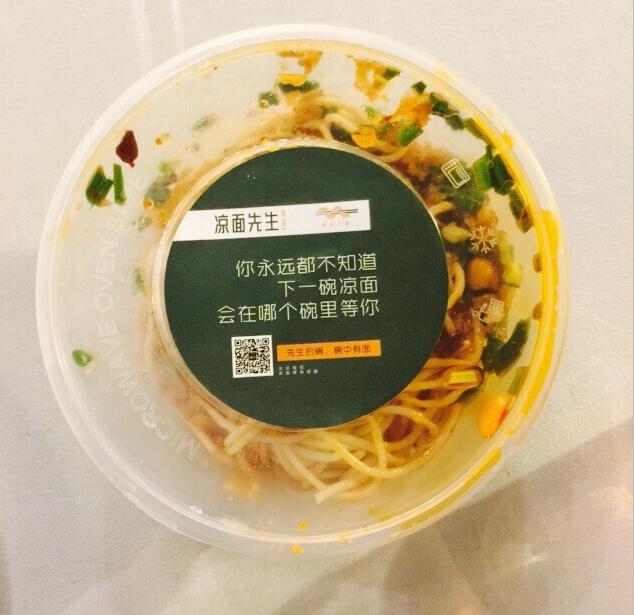 凉面先生
你永远都不知道
下一碗凉面
会在哪个碗里等你
先生的碗，碗中有面
MICROWAVE OVEN SAFE